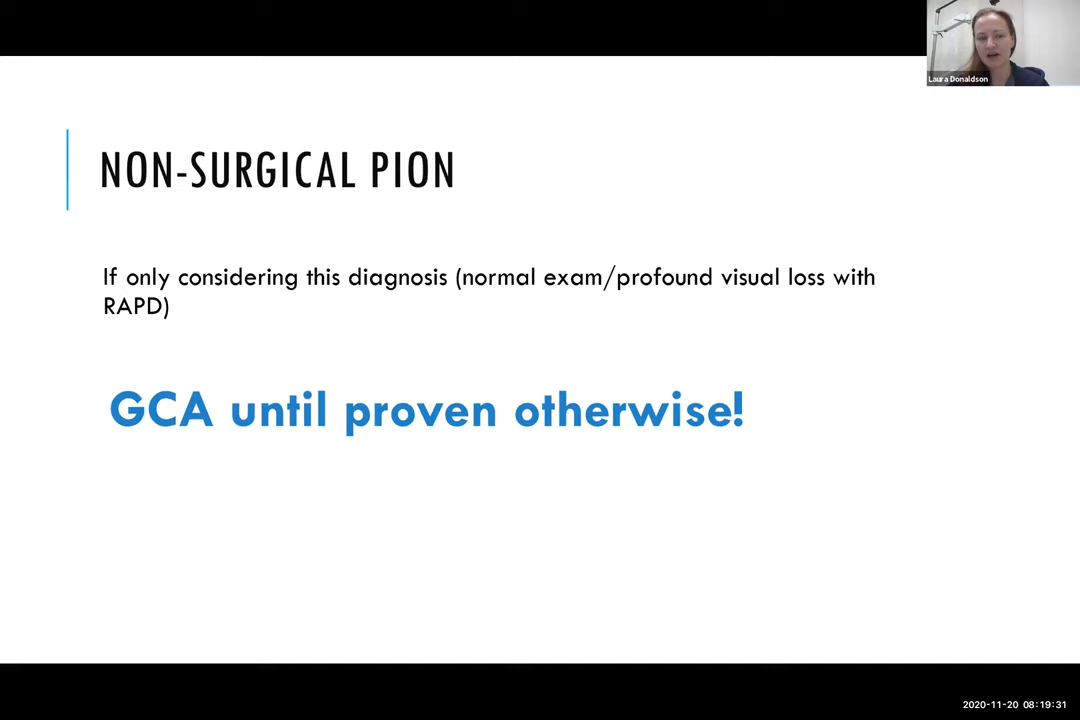 Laura Donaldson
NON-SURGICAL PION
If only considering this diagnosis (normal exam/profound visual loss with
RAPD)
GCA until proven otherwise!
2020-11-20 08:19:31